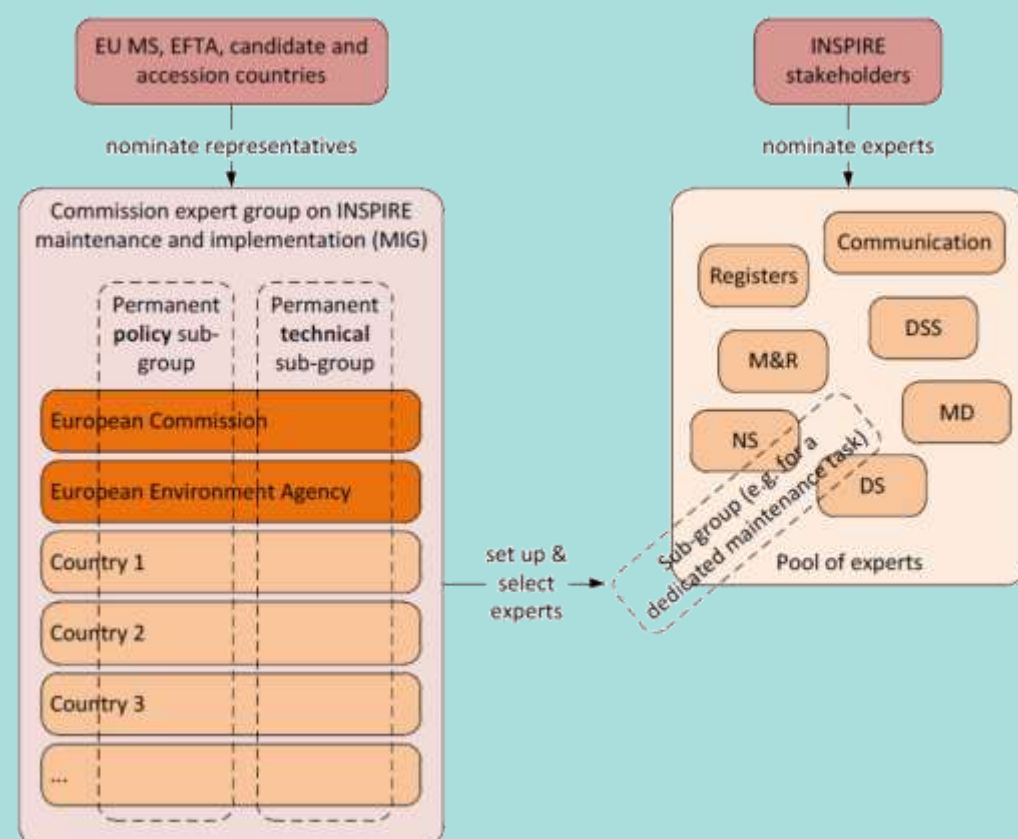 EU MS, EFTA, candidate and
accession countries
nominate representatives
Commission expert group on INSPIRE
maintenance and implementation (MIG)
Permanent
policy sub-
group
Permanent
technical
sub-group
European Commission
European Environment Agency
Country 1
Country 2
Country 3
...
set up &
select
experts
INSPIRE
stakeholders
nominate experts
Communication
Registers
DSS
M&R
MD
NS
DS
Sub-group (e.g. for a
dedicated maintenance task)
Pool of experts